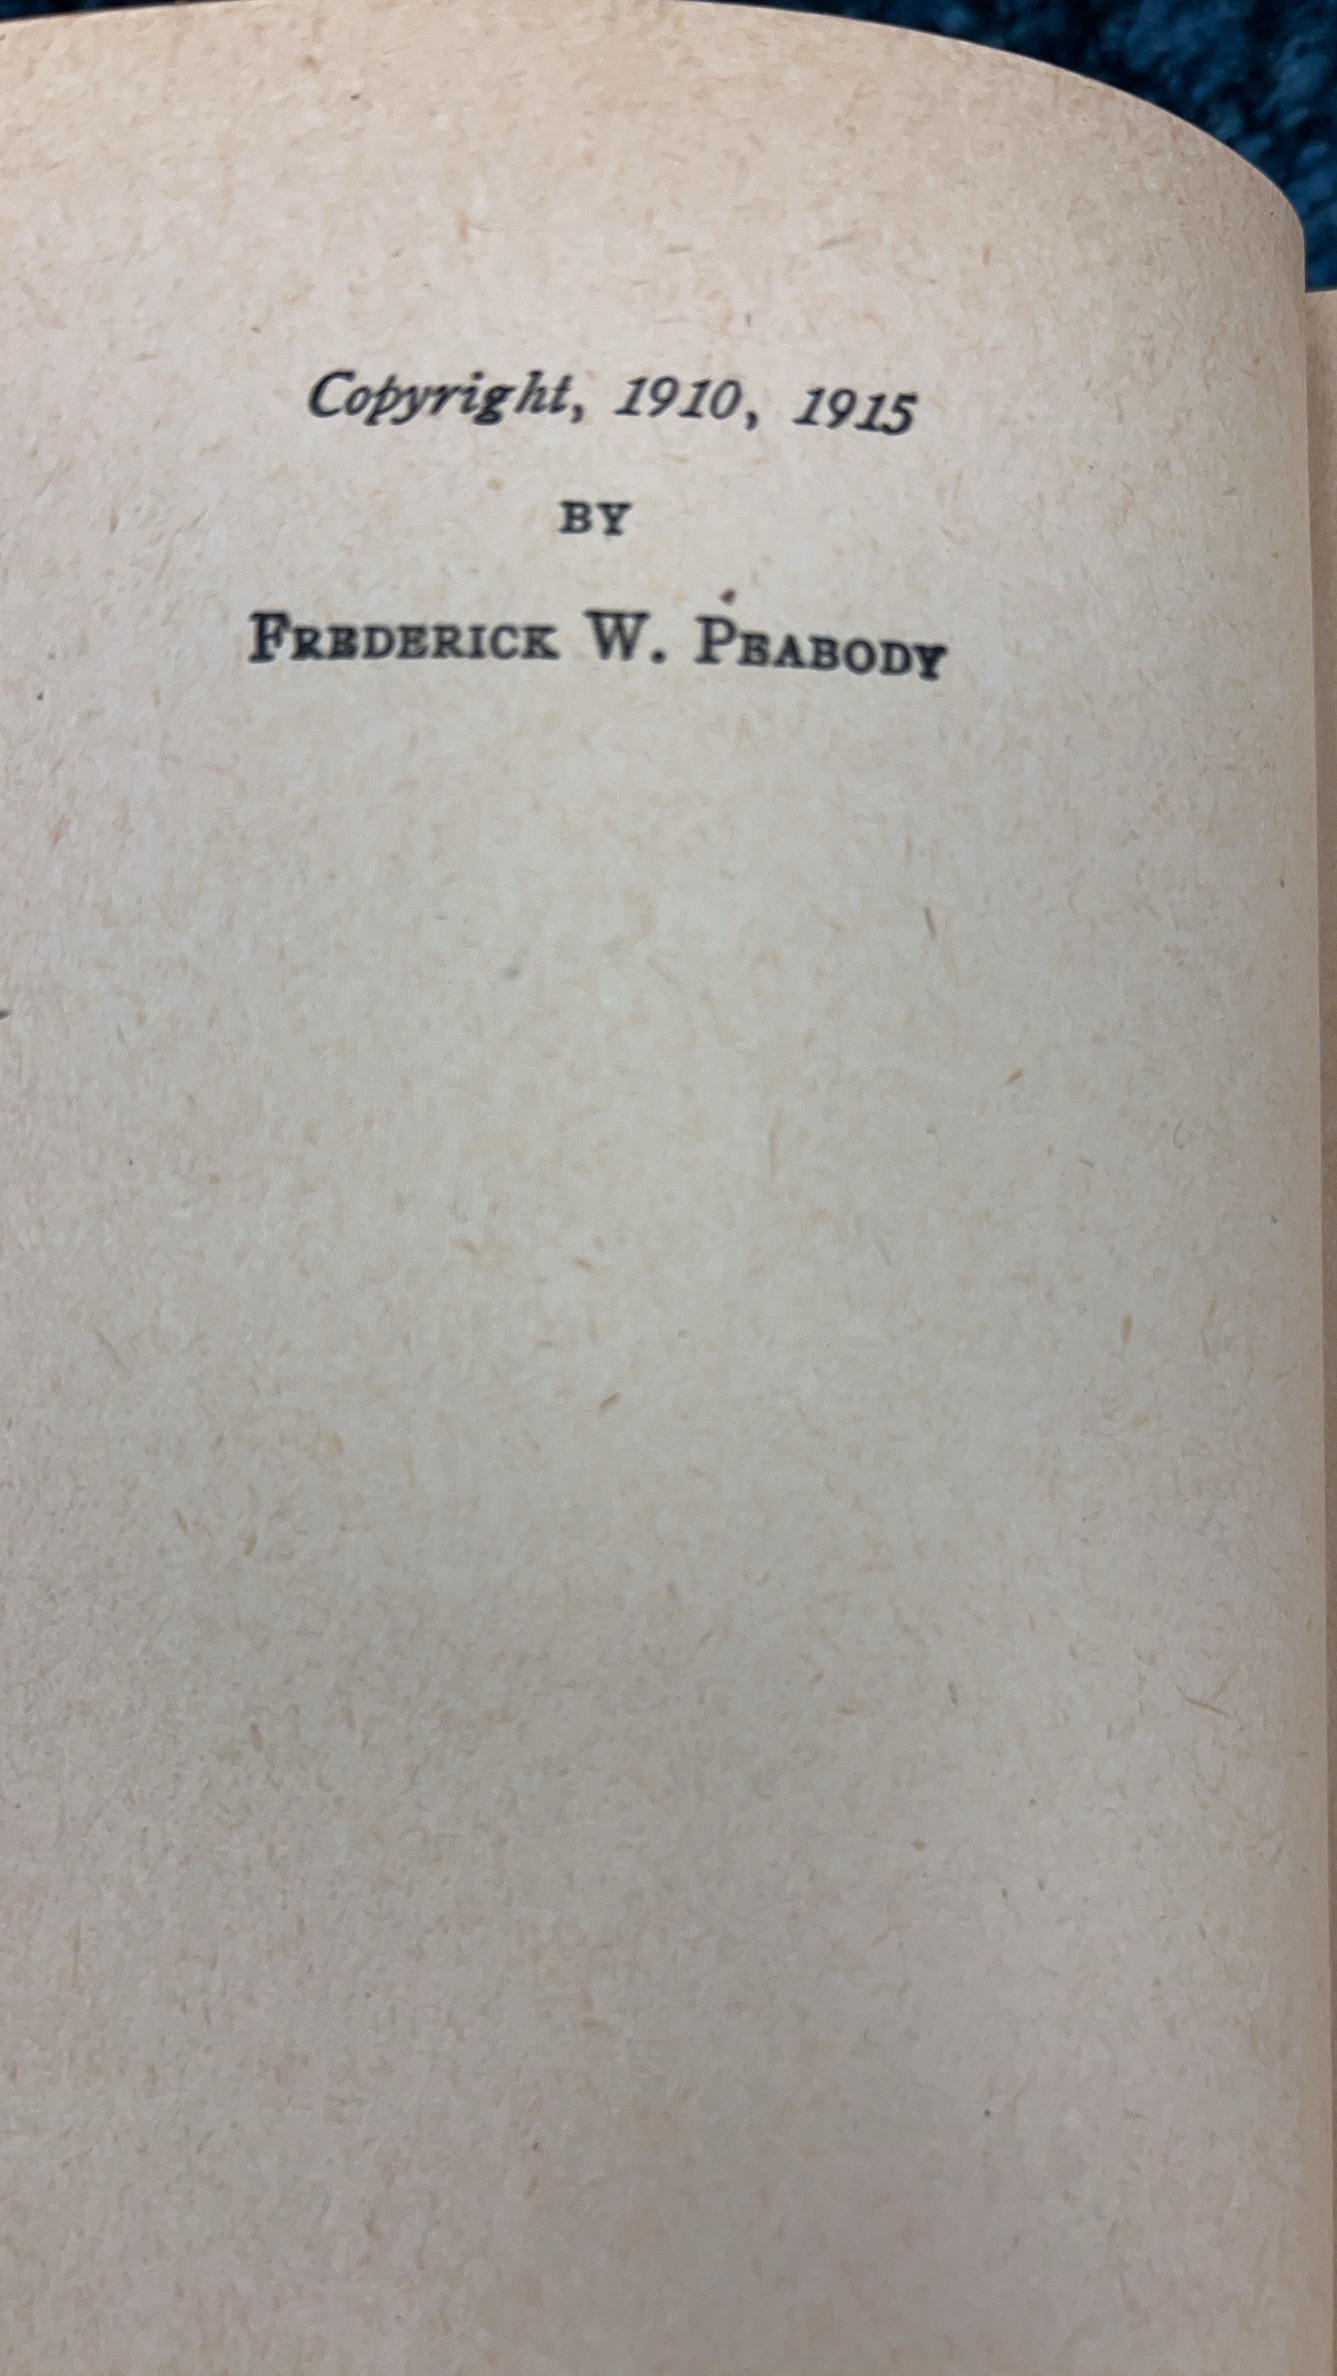 Copyright, 1910, 1915
BY
FREDERICK W. PEABODY